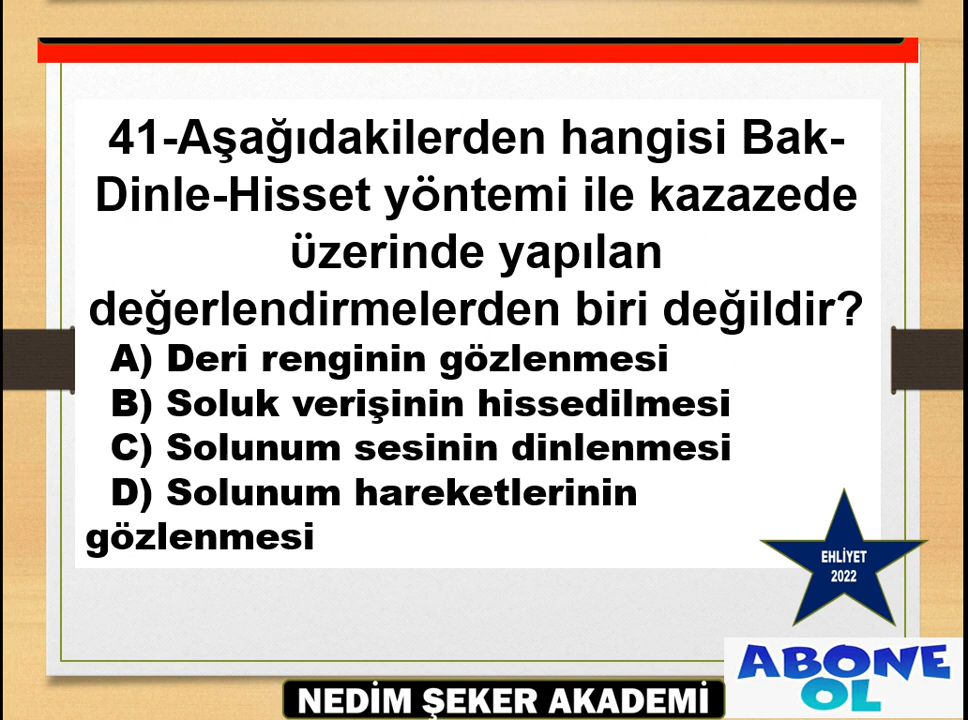 41-Aşağıdakilerden hangisi Bak-
Dinle-Hisset yöntemi ile kazazede
üzerinde yapılan
değerlendirmelerden biri değildir?
A) Deri renginin gözlenmesi
B) Soluk verişinin hissedilmesi
C) Solunum sesinin dinlenmesi
D) Solunum hareketlerinin
gözlenmesi
EHLİYET
2022
ABONE
OL
NEDİM ŞEKER AKADEMİ